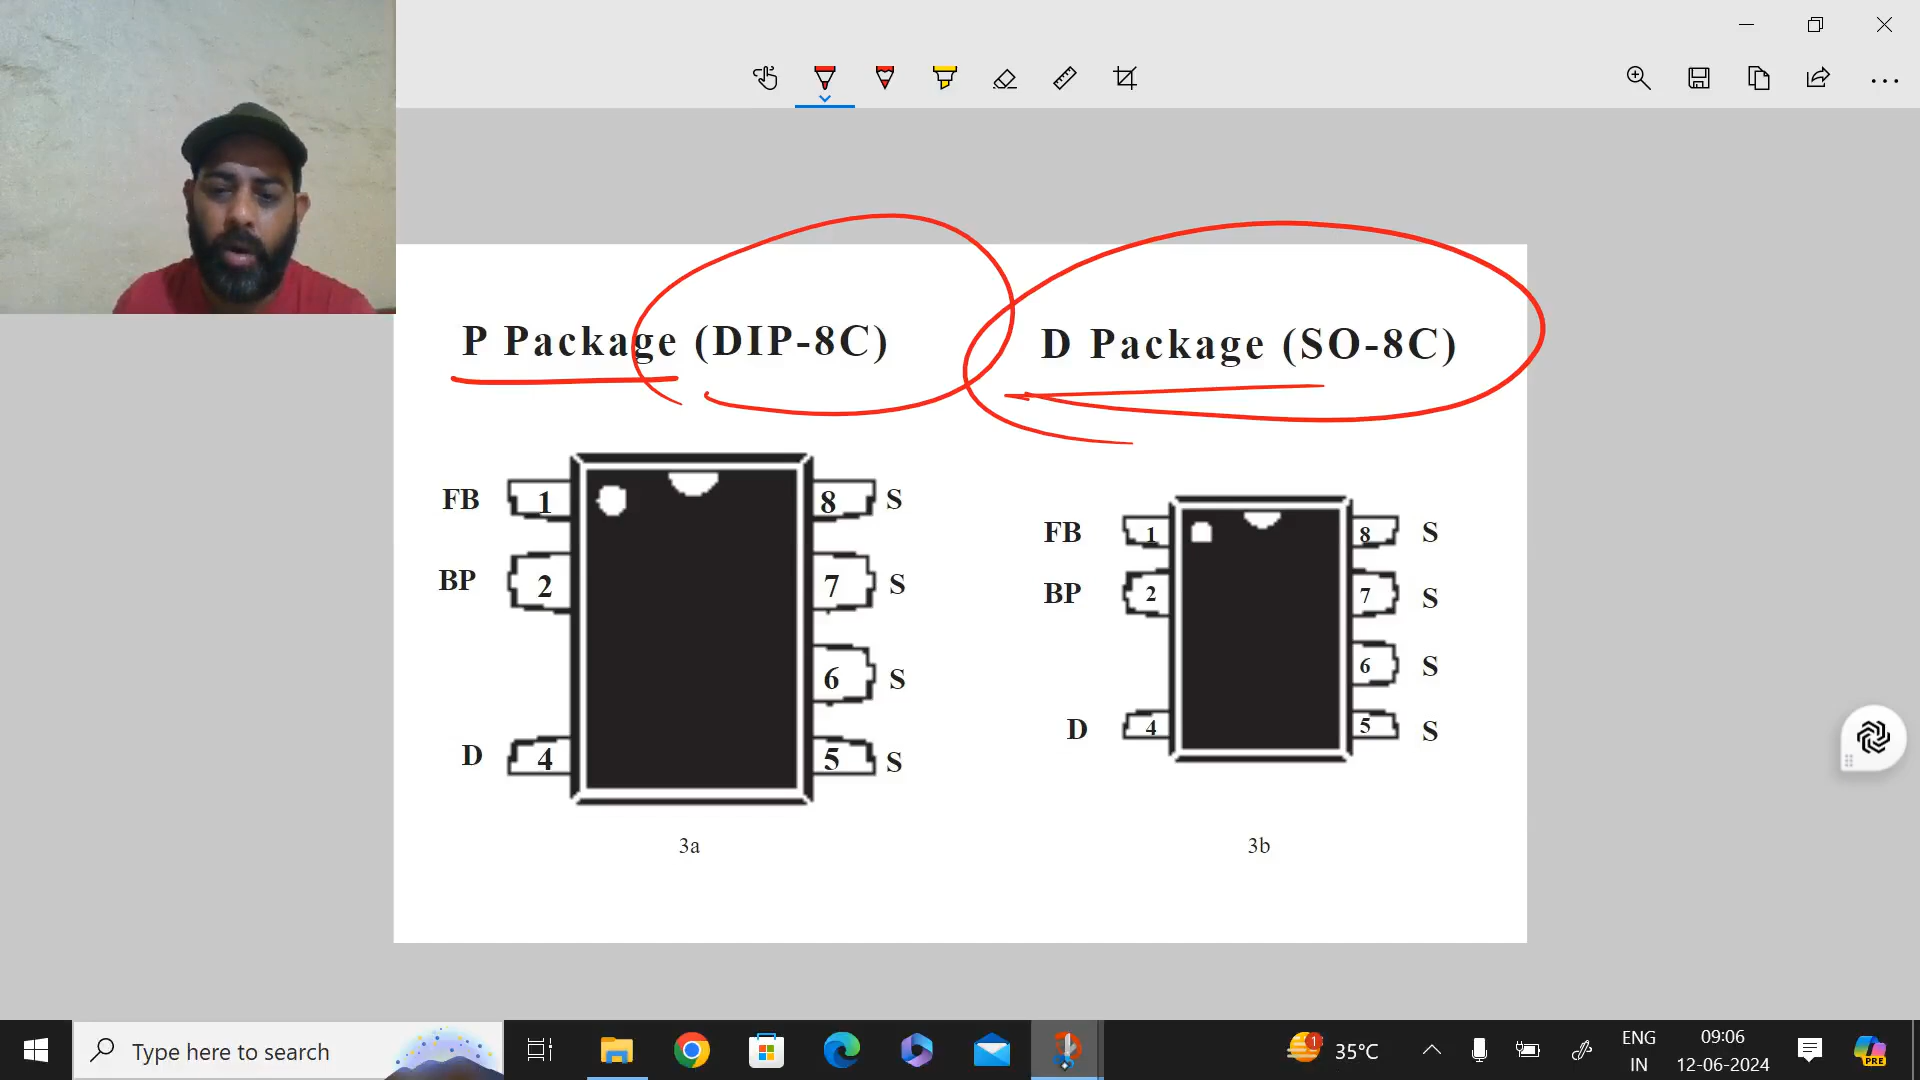 P Package (DIP-8C)
D Package (SO-8C)
FB 1 8 S
BP 2 7 S
6 S
D 4 5 S
3a
FB 1 8 S
BP 2 7 S
6 S
D 4 5 S
3b
Type here to search
1
35°C
ENG
IN
09:06
12-06-2024
PRE